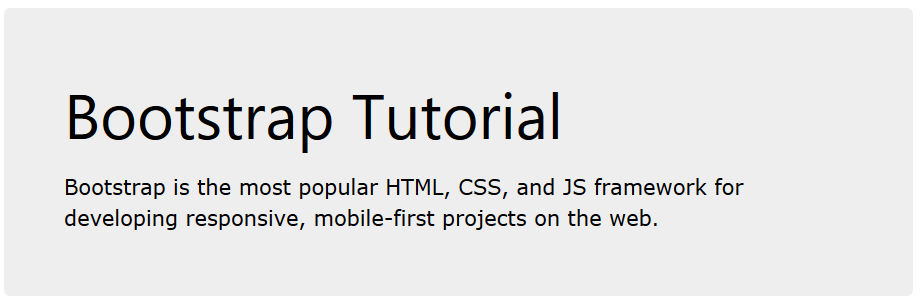 Bootstrap Tutorial
Bootstrap is the most popular HTML, CSS, and JS framework for
developing responsive, mobile-first projects on the web.